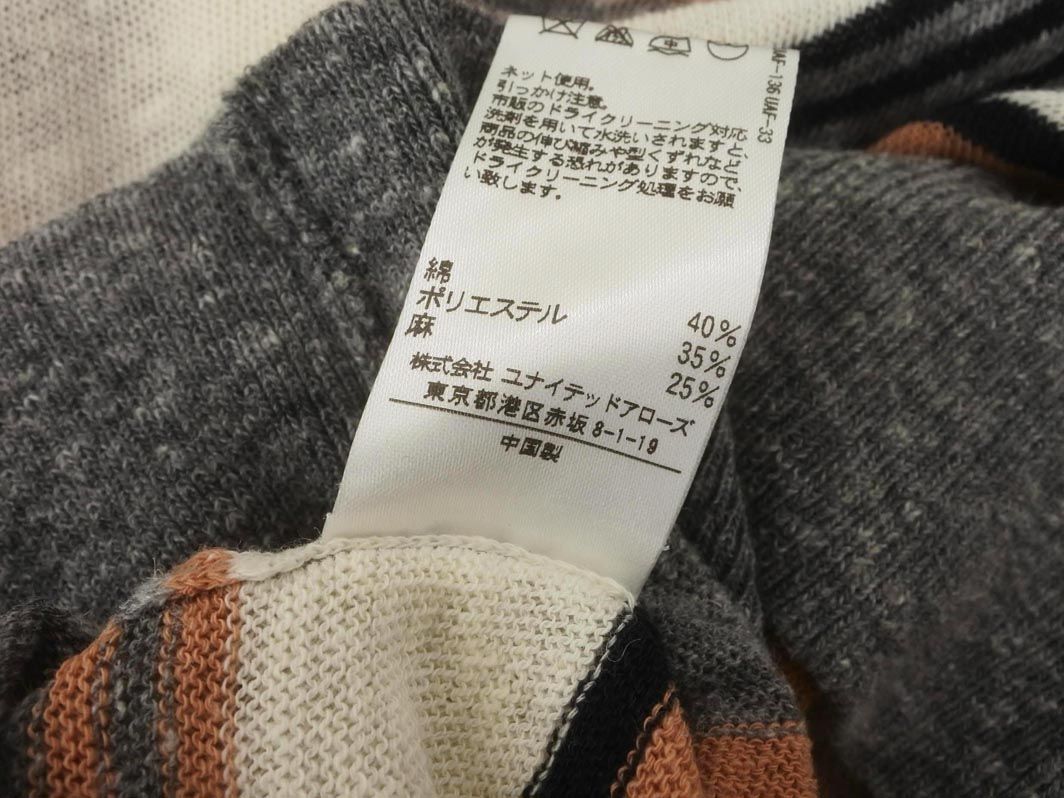 中
UAF-136 UAF-33
ネット使用。
引っかけ注意。
市販のドライクリーニング対応
洗剤を用いて水洗いされますと、
商品の伸び縮みや型くずれなど
が発生する恐れがありますので、
ドライクリーニング処理をお願
い致します。
綿 40%
ポリエステル 35%
麻 25%
株式会社 ユナイテッドアローズ
東京都港区赤坂 8-1-19
中国製